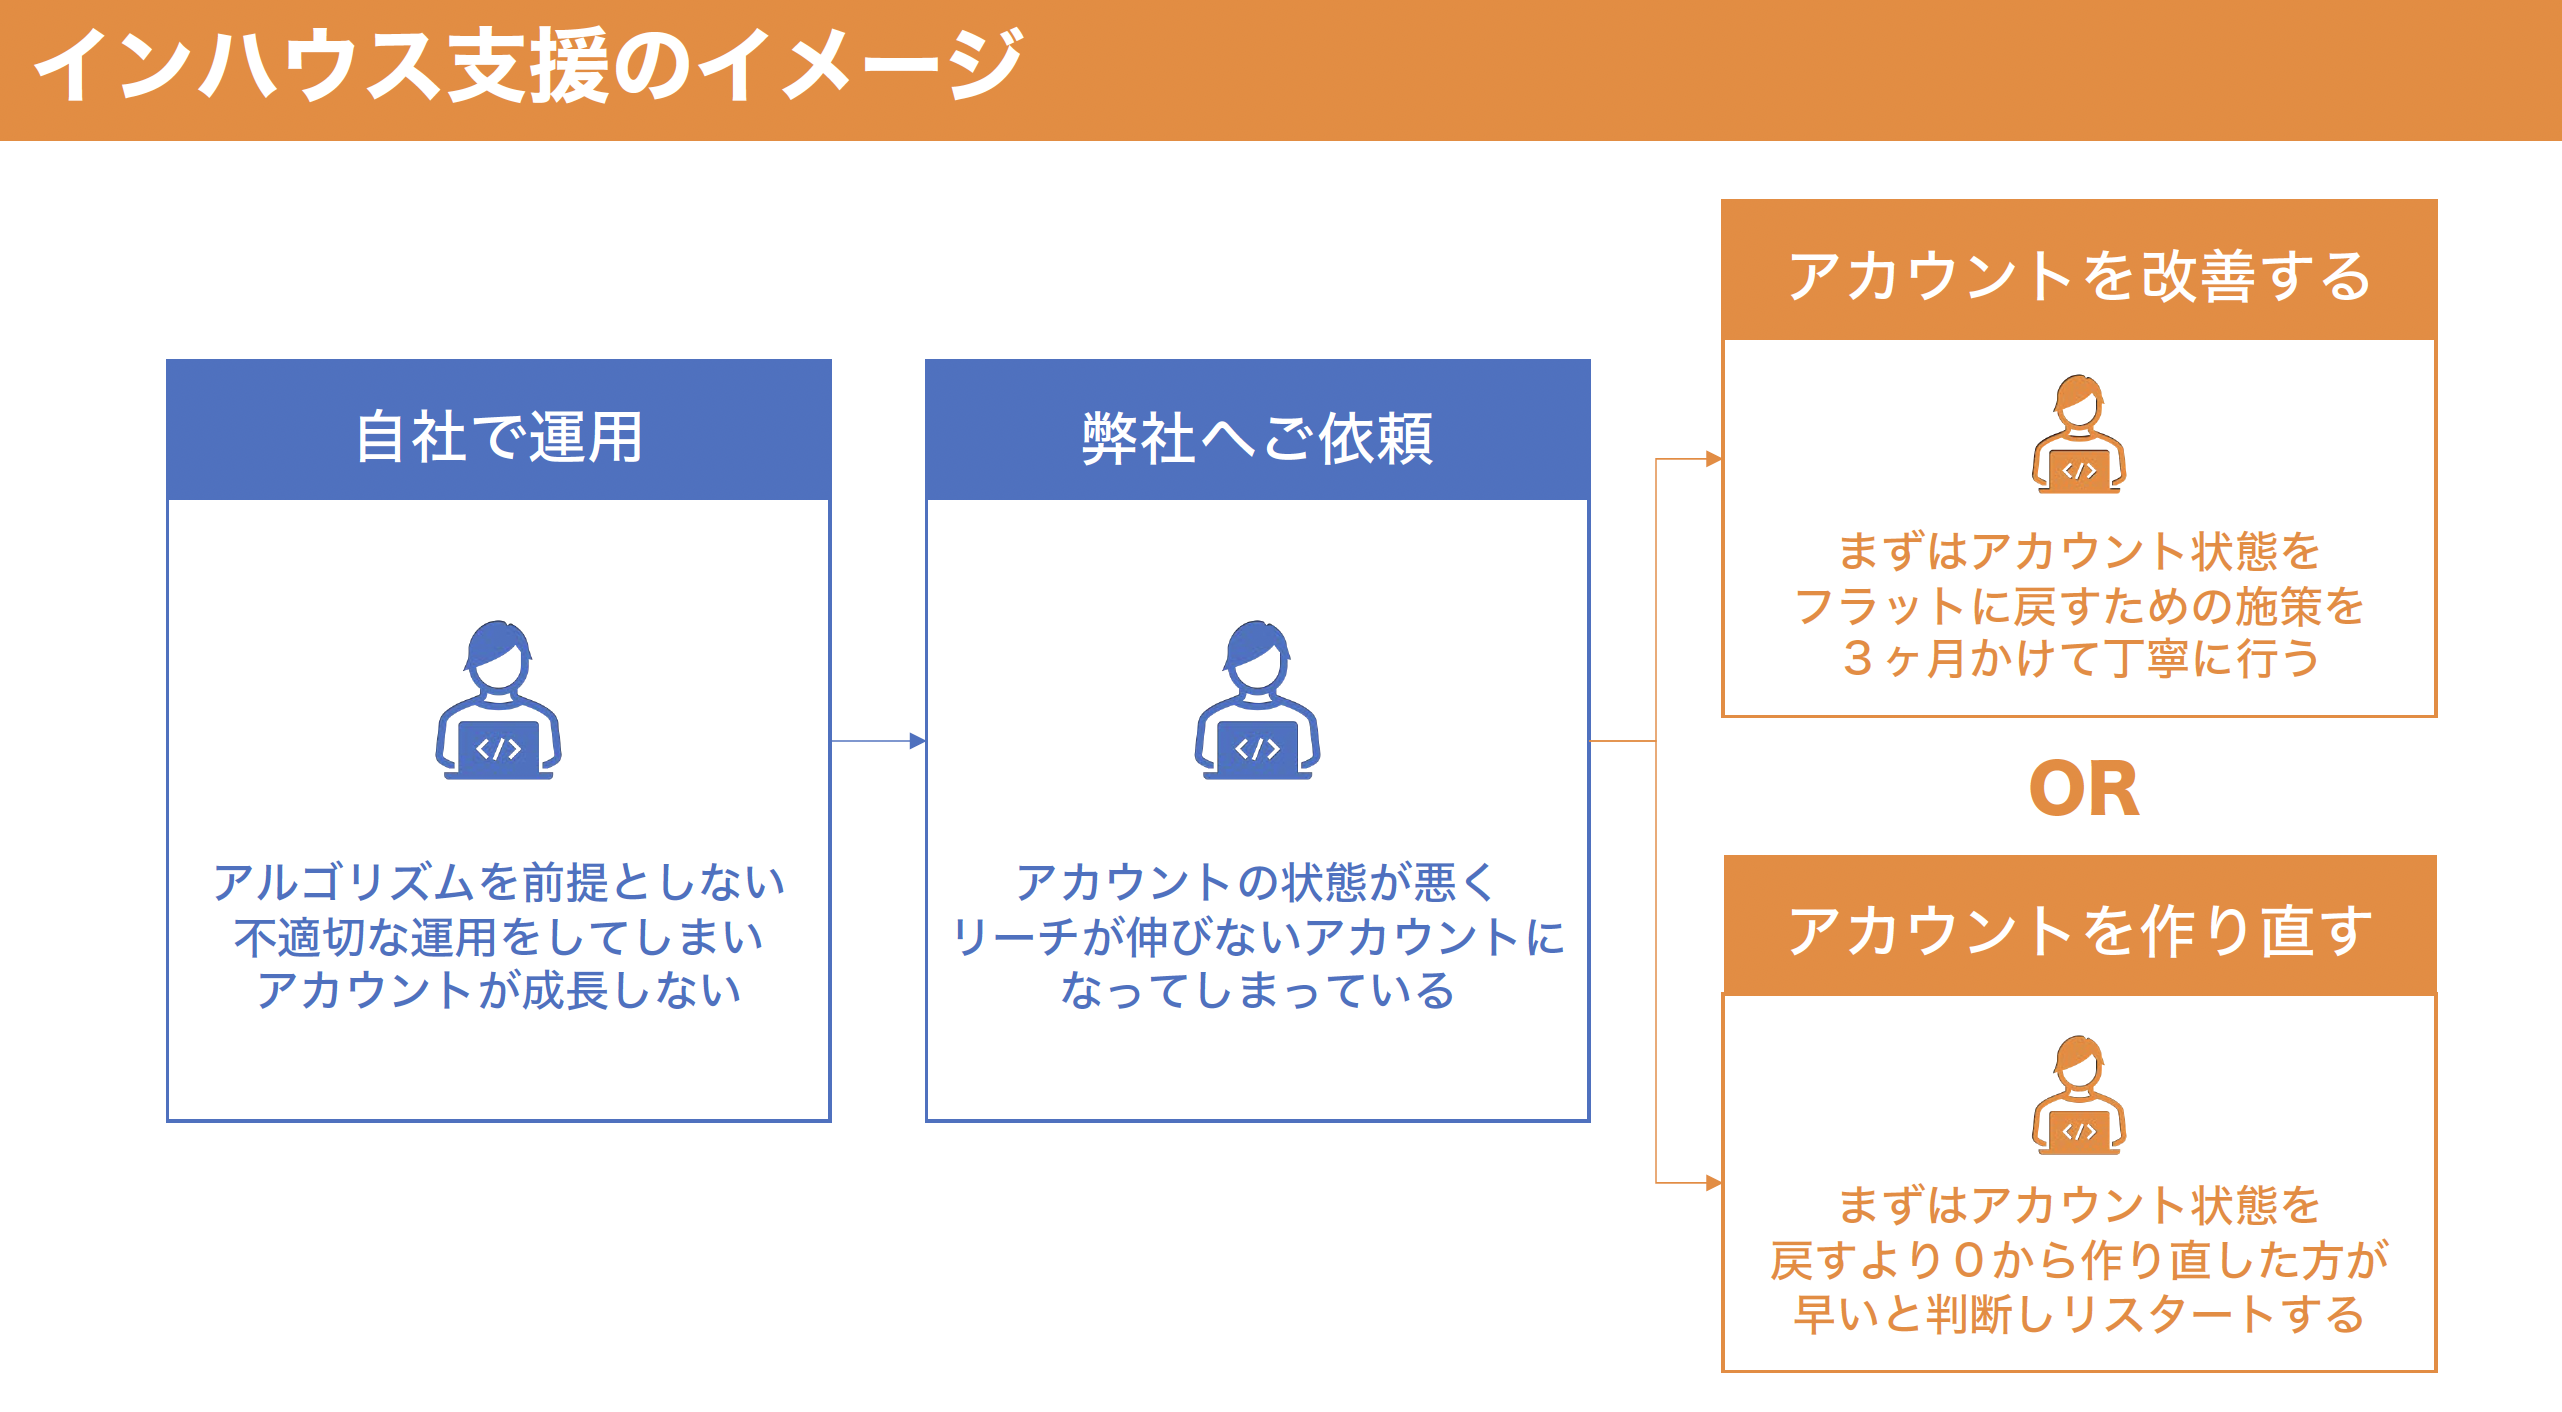 インハウス支援のイメージ
自社で運用
</>
アルゴリズムを前提としない
不適切な運用をしてしまい
アカウントが成長しない
弊社へご依頼
</>
アカウントの状態が悪く
リーチが伸びないアカウントに
なってしまっている
アカウントを改善する
</>
まずはアカウント状態を
フラットに戻すための施策を
３ヶ月かけて丁寧に行う
OR
アカウントを作り直す
</>
まずはアカウント状態を
戻すより０から作り直した方が
早いと判断しリスタートする